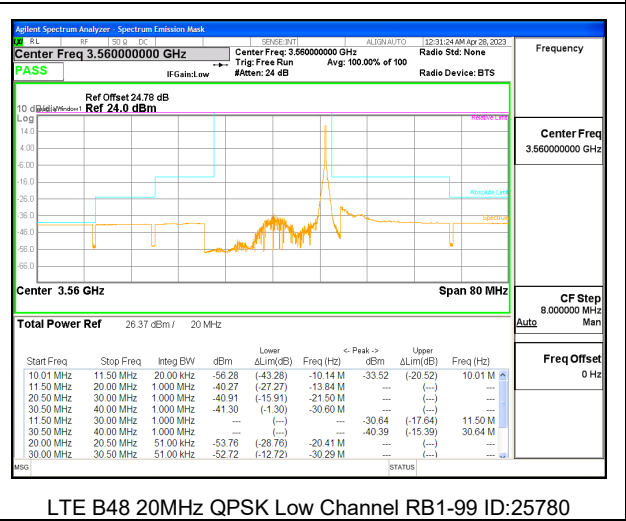 Agilent Spectrum Analyzer - Spectrum Emission Mask
RL RF 50 Ω DC SENSE:INT ALIGN AUTO 12:31:24 AM Apr 28, 2023
Center Freq 3.560000000 GHz
Center Freq: 3.560000000 GHz
Radio Std: None
Trig: Free Run Avg: 100.00% of 100
PASS
IFGain:Low
#Atten: 24 dB
Radio Device: BTS
Frequency
Ref Offset 24.78 dB
10 dB/div Ref 24.0 dBm
Log
Relative Limit
14.0
4.00
-6.00
-16.0
-26.0
Absolute Limit
-36.0
Spectrum
-46.0
-56.0
-66.0
Center 3.56 GHz
Span 80 MHz
Center Freq
3.560000000 GHz
CF Step
8.000000 MHz
Auto Man
Freq Offset
0 Hz
Total Power Ref 26.37 dBm / 20 MHz
Lower <- Peak -> Upper
Start Freq Stop Freq Integ BW dBm ΔLim(dB) Freq (Hz) dBm ΔLim(dB) Freq (Hz)
10.01 MHz 11.50 MHz 20.00 kHz -56.28 (-43.28) -10.14 M -33.52 (-20.52) 10.01 M
11.50 MHz 20.00 MHz 1.000 MHz -40.27 (-27.27) -13.84 M --- (---) ---
20.50 MHz 30.00 MHz 1.000 MHz -40.91 (-15.91) -21.50 M --- (---) ---
30.50 MHz 40.00 MHz 1.000 MHz -41.30 (-1.30) -30.60 M --- (---) ---
11.50 MHz 30.00 MHz 1.000 MHz --- (---) --- -30.64 (-17.64) 11.50 M
30.50 MHz 40.00 MHz 1.000 MHz --- (---) --- -40.39 (-15.39) 30.64 M
20.00 MHz 20.50 MHz 51.00 kHz -53.76 (-28.76) -20.41 M --- (---) ---
30.00 MHz 30.50 MHz 51.00 kHz -52.72 (-12.72) -30.29 M --- (---) ---
MSG STATUS
LTE B48 20MHz QPSK Low Channel RB1-99 ID:25780